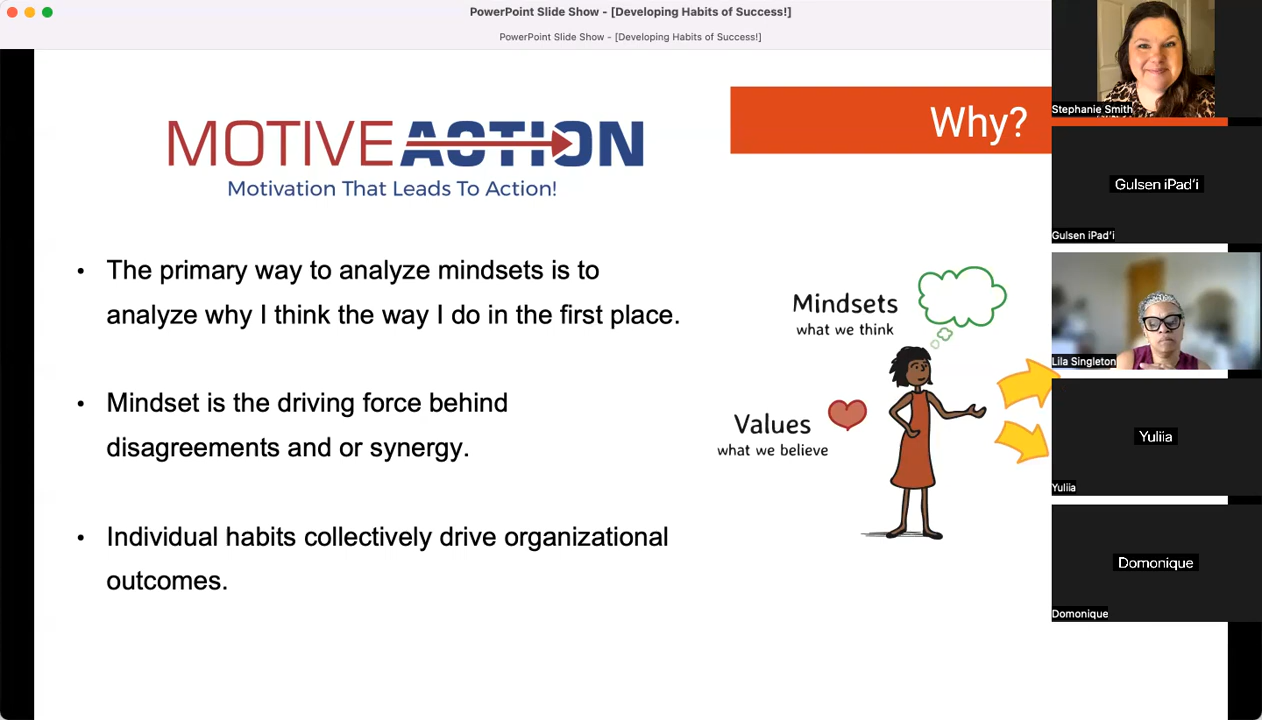 PowerPoint Slide Show - [Developing Habits of Success!]
PowerPoint Slide Show - [Developing Habits of Success!]
MOTIVEACTION
Motivation That Leads To Action!
Why?
• The primary way to analyze mindsets is to
analyze why I think the way I do in the first place.
• Mindset is the driving force behind
disagreements and or synergy.
• Individual habits collectively drive organizational
outcomes.
Mindsets
what we think
Values
what we believe
Stephanie Smith
Gulsen iPad'i
Gulsen iPad'i
Lila Singleton
Yuliia
Yuliia
Domonique
Domonique